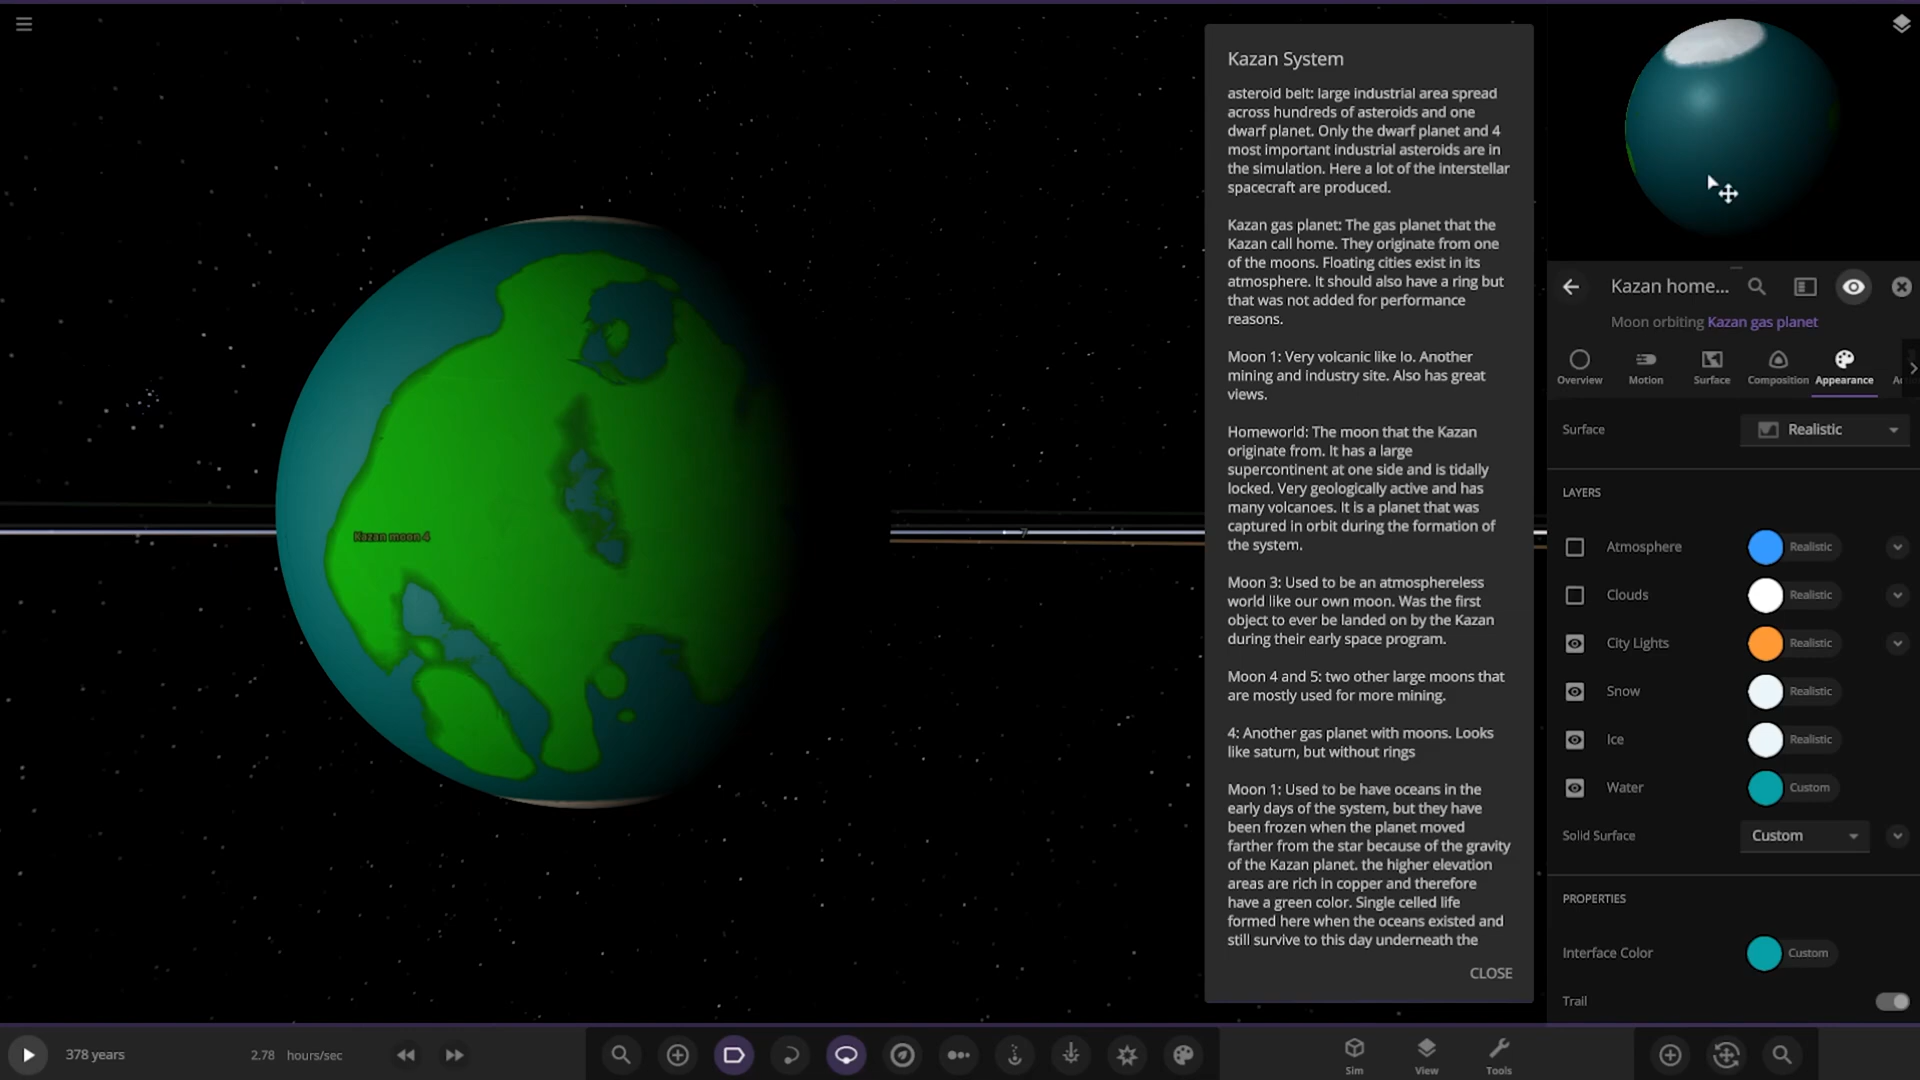 Kazan System
asteroid belt: large industrial area spread
across hundreds of asteroids and one
dwarf planet. Only the dwarf planet and 4
most important industrial asteroids are in
the simulation. Here a lot of the interstellar
spacecraft are produced.
Kazan gas planet: The gas planet that the
Kazan call home. They originate from one
of the moons. Floating cities exist in its
atmosphere. It should also have a ring but
that was not added for performance
reasons.
Moon 1: Very volcanic like Io. Another
mining and industry site. Also has great
views.
Homeworld: The moon that the Kazan
originate from. It has a large
supercontinent at one side and is tidally
locked. Very geologically active and has
many volcanoes. It is a planet that was
captured in orbit during the formation of
the system.
Moon 3: Used to be an atmosphereless
world like our own moon. Was the first
object to ever be landed on by the Kazan
during their early space program.
Moon 4 and 5: two other large moons that
are mostly used for more mining.
4: Another gas planet with moons. Looks
like saturn, but without rings
Moon 1: Used to be have oceans in the
early days of the system, but they have
been frozen when the planet moved
farther from the star because of the gravity
of the Kazan planet. the higher elevation
areas are rich in copper and therefore
have a green color. Single celled life
formed here when the oceans existed and
still survive to this day underneath the
CLOSE
Kazan moon 4
Kazan home...
Moon orbiting Kazan gas planet
Overview Motion Surface Composition Appearance
Surface Realistic
LAYERS
Atmosphere Realistic
Clouds Realistic
City Lights Realistic
Snow Realistic
Ice Realistic
Water Custom
Solid Surface Custom
PROPERTIES
Interface Color Custom
Trail
378 years 2.78 hours/sec
Sim View Tools